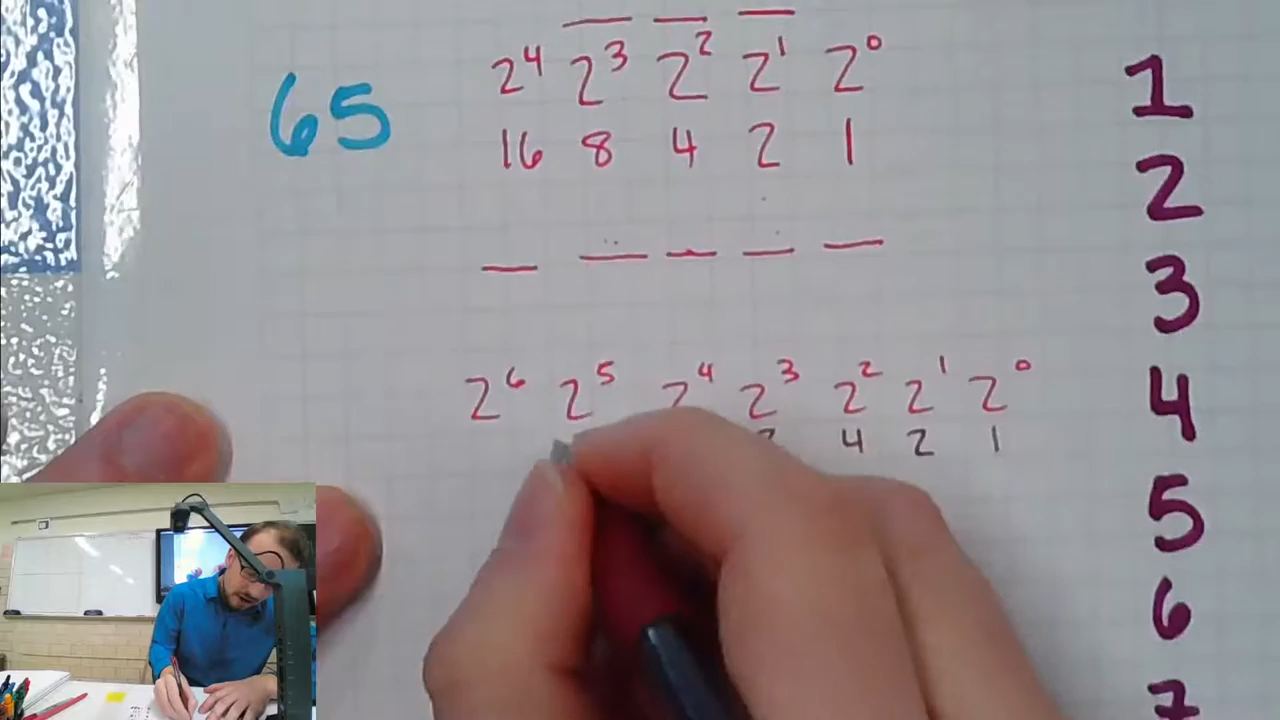 2⁴ 2³ 2² 2¹ 2⁰
65
16 8 4 2 1
2⁶ 2⁵ 2⁴ 2³ 2² 2¹ 2⁰
4 2 1
1
2
3
4
5
6
7